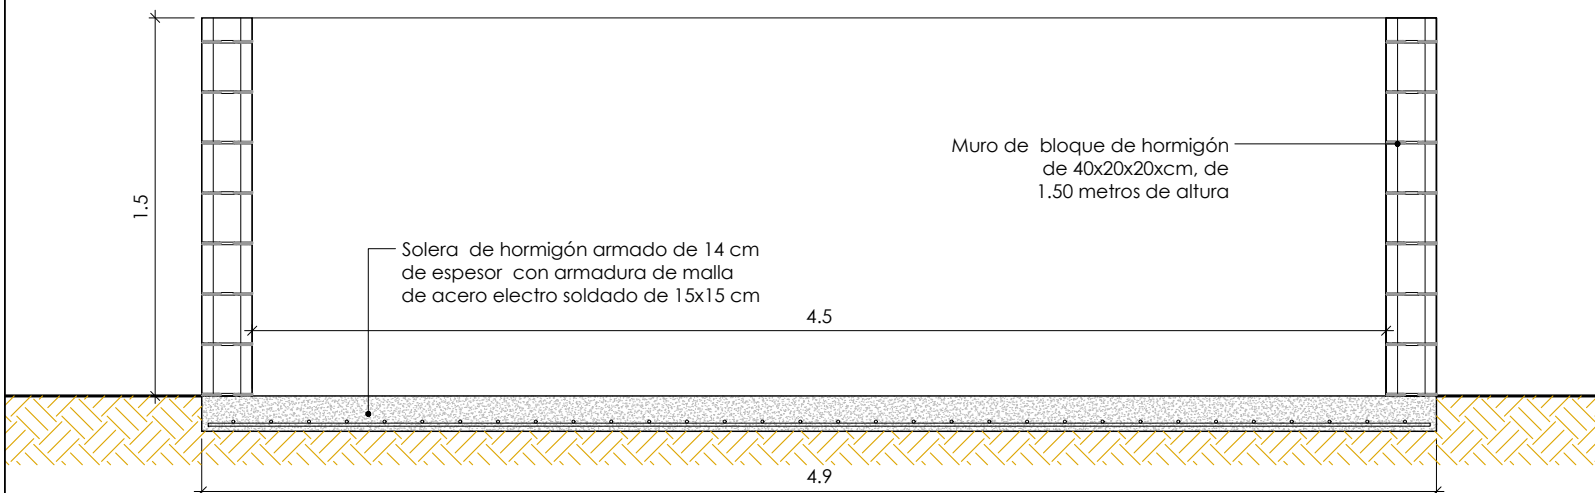 Muro de bloque de hormigón
de 40x20x20xcm, de
1.50 metros de altura
1.5
Solera de hormigón armado de 14 cm
de espesor con armadura de malla
de acero electro soldado de 15x15 cm
4.5
4.9